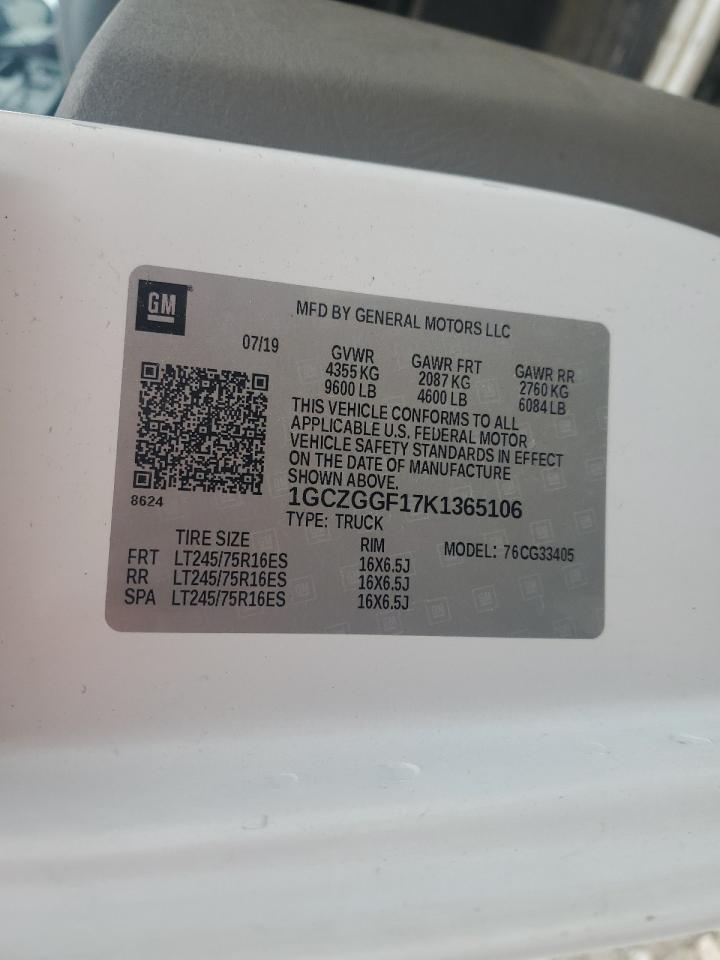 GM
MFD BY GENERAL MOTORS LLC
07/19
GVWR GAWR FRT GAWR RR
4355 KG 2087 KG 2760 KG
9600 LB 4600 LB 6084 LB
THIS VEHICLE CONFORMS TO ALL
APPLICABLE U.S. FEDERAL MOTOR
VEHICLE SAFETY STANDARDS IN EFFECT
ON THE DATE OF MANUFACTURE
SHOWN ABOVE.
8624
1GCZGGF17K1365106
TYPE: TRUCK
TIRE SIZE RIM MODEL: 76CG33405
FRT LT245/75R16ES 16X6.5J
RR LT245/75R16ES 16X6.5J
SPA LT245/75R16ES 16X6.5J